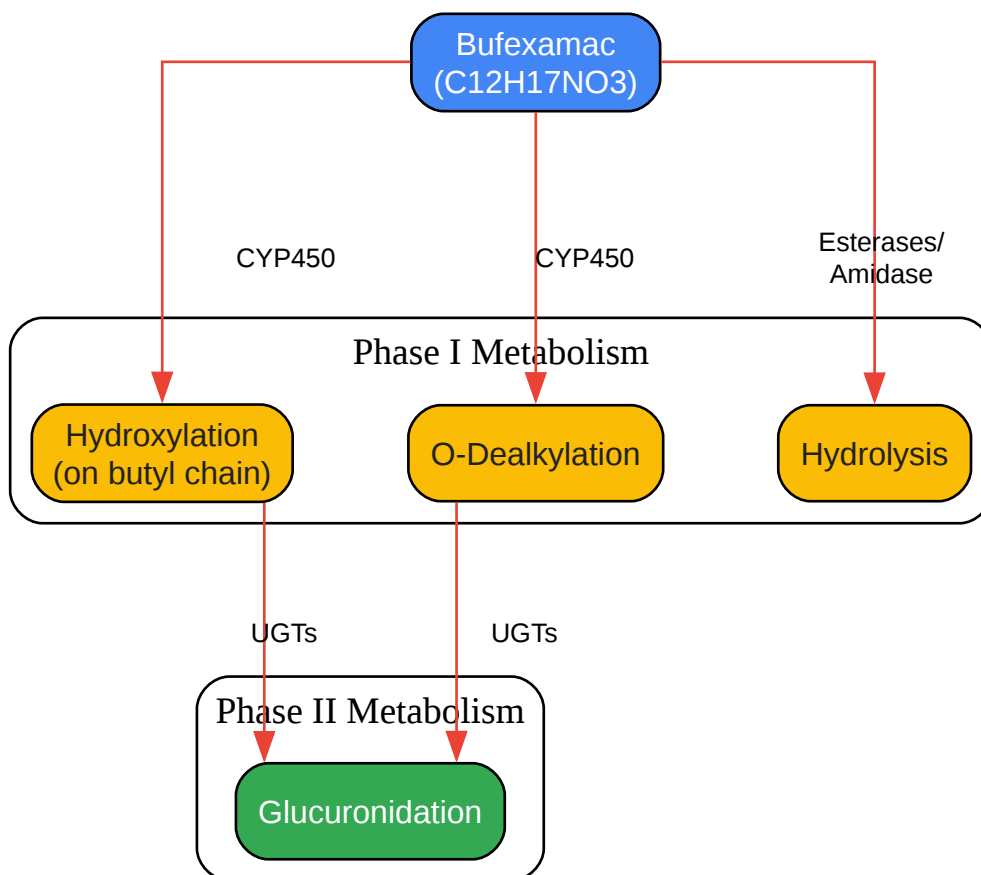 Bufexamac
(C12H17NO3)
CYP450
CYP450
Esterases/
Amidase
Phase I Metabolism
Hydroxylation
(on butyl chain)
O-Dealkylation
Hydrolysis
UGTs
UGTs
Phase II Metabolism
Glucuronidation